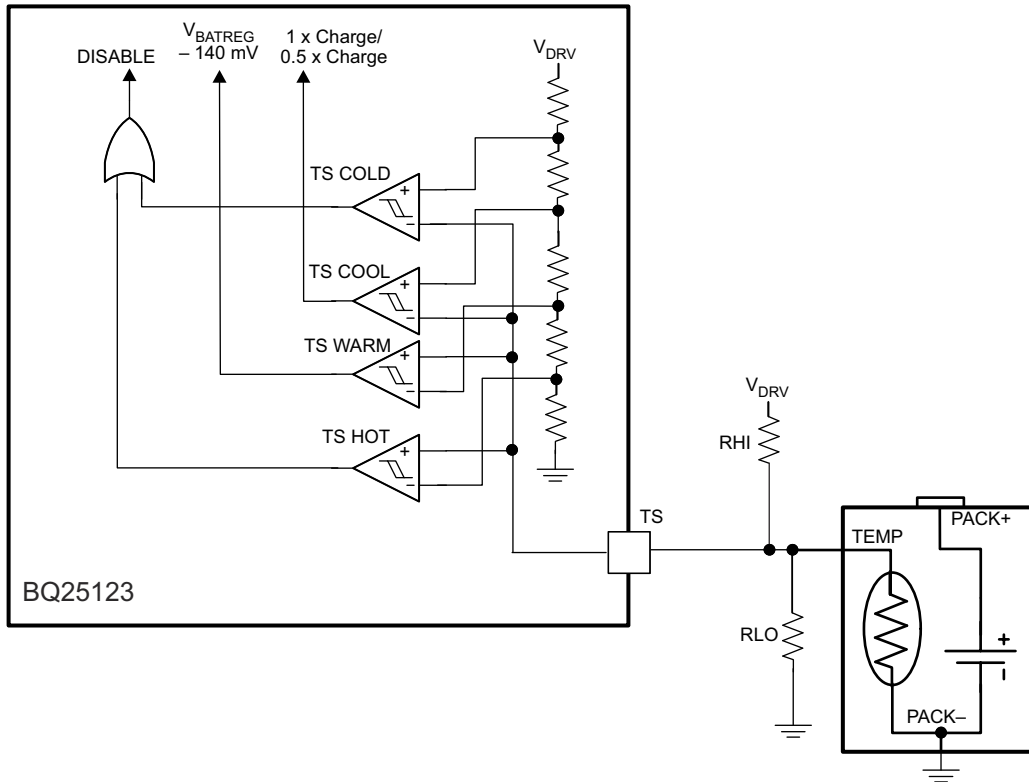 V_BATREG
– 140 mV
1 x Charge/
0.5 x Charge
DISABLE
V_DRV
TS COLD
+
−
TS COOL
+
−
TS WARM
+
−
TS HOT
+
−
BQ25123
TS
V_DRV
RHI
RLO
TEMP
PACK+
+
−
PACK–